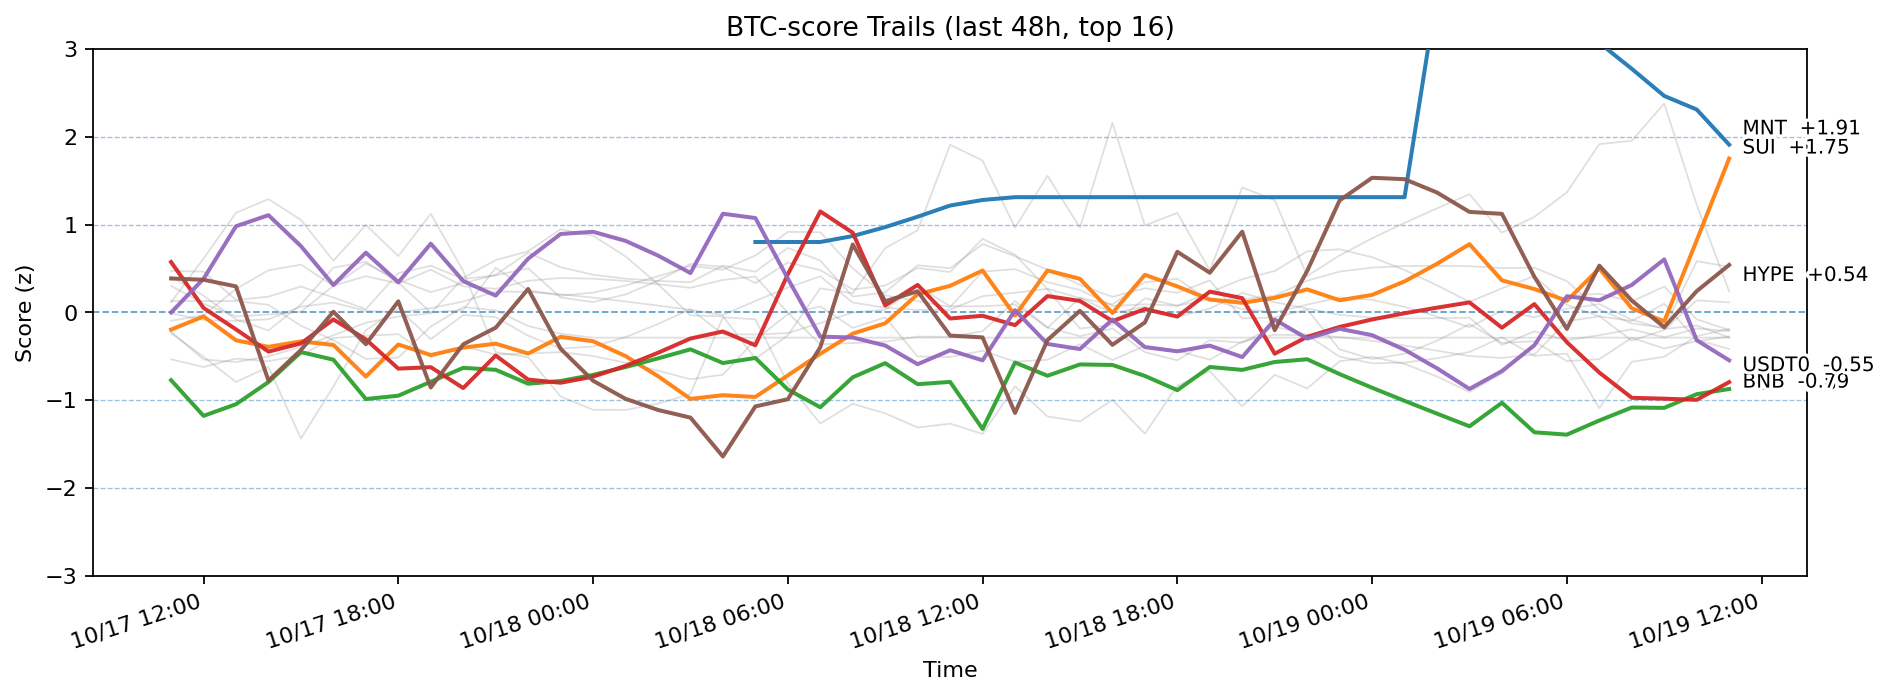 BTC-score Trails (last 48h, top 16)
Score (z)
3
2
1
0
−1
−2
−3
MNT +1.91
SUI +1.75
HYPE +0.54
USDT0 -0.55
BNB -0.79
10/17 12:00
10/17 18:00
10/18 00:00
10/18 06:00
10/18 12:00
10/18 18:00
10/19 00:00
10/19 06:00
10/19 12:00
Time